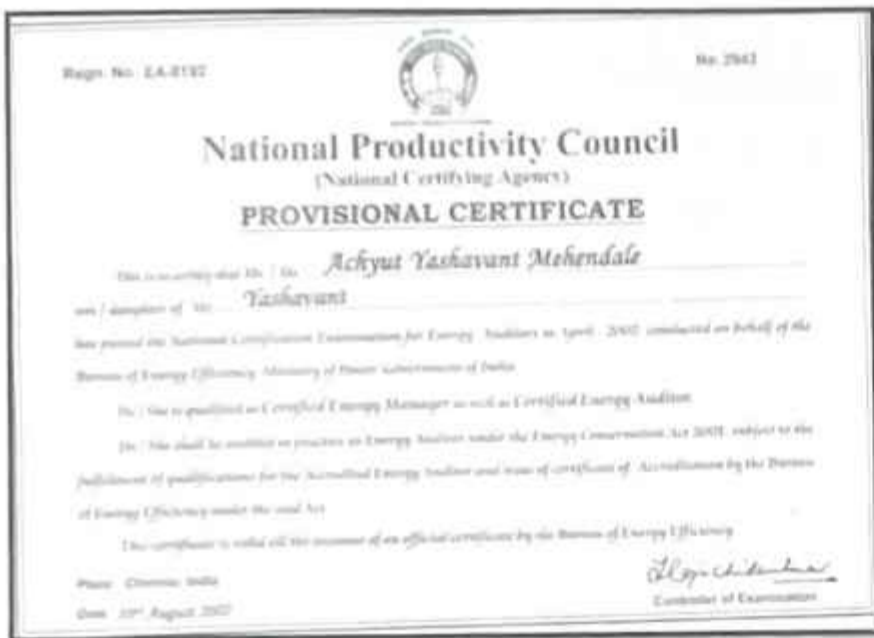 Regn. No. EA-0192
No. 2943
National Productivity Council
(National Certifying Agency)
PROVISIONAL CERTIFICATE
This is to certify that Mr. / Ms. Achyut Yashavant Mehendale
son / daughter of Mr. Yashavant
has passed the National Certification Examination for Energy Auditors in April conducted on behalf of the
Bureau of Energy Efficiency, Ministry of Power, Government of India.
He / She is qualified as Certified Energy Manager as well as Certified Energy Auditor.
He / She shall be entitled to practice as Energy Auditor under the Energy Conservation Act 2001, subject to the
fulfillment of qualifications for the Accredited Energy Auditor and issue of certificate of Accreditation by the Bureau
of Energy Efficiency under the said Act.
This certificate is valid till the issuance of an official certificate by the Bureau of Energy Efficiency.
Place: Chennai, India
Date: August
Controller of Examination